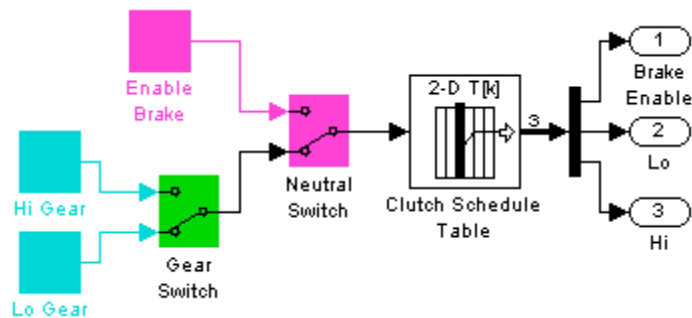 Enable
Brake
Hi Gear
Lo Gear
Gear
Switch
Neutral
Switch
2-D T[k]
Clutch Schedule
Table
3
1
Brake
Enable
2
Lo
3
Hi